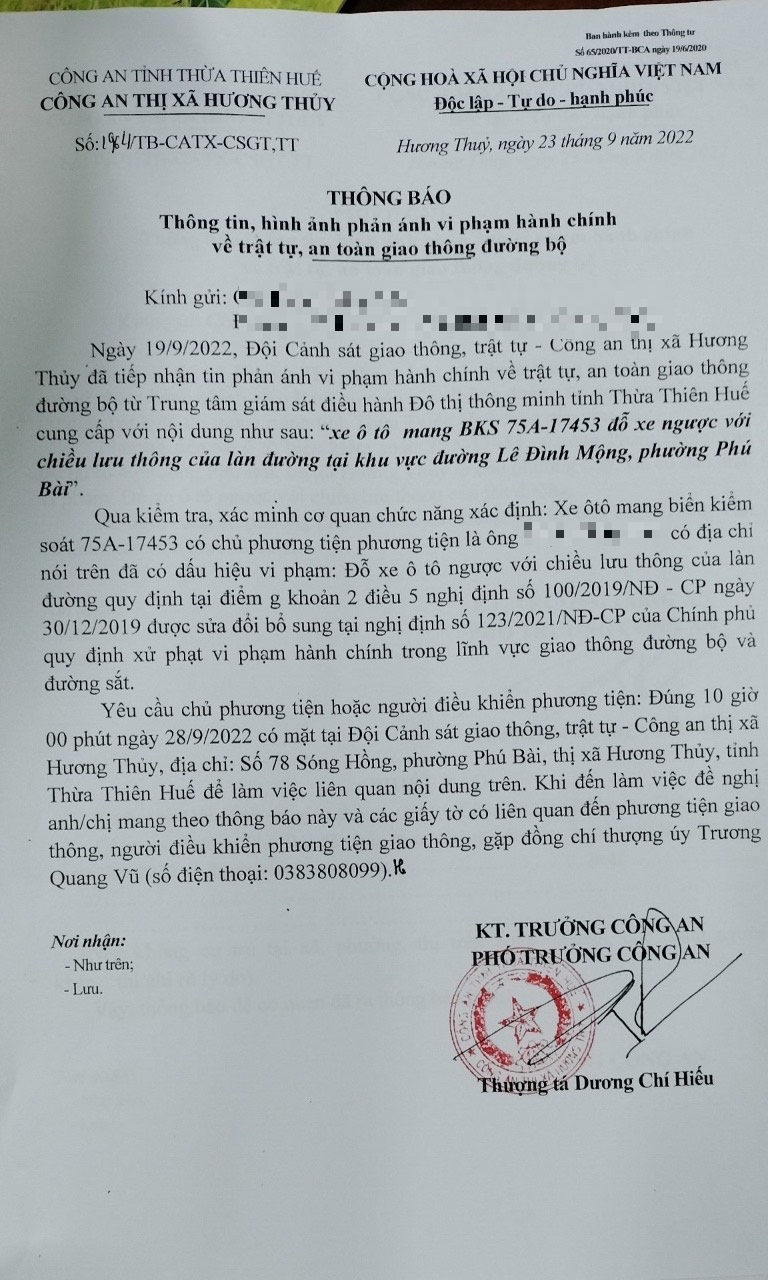 Ban hành kèm theo Thông tư
Số 65/2020/TT-BCA ngày 19/6/2020
CÔNG AN TỈNH THỪA THIÊN HUẾ
CÔNG AN THỊ XÃ HƯƠNG THỦY
CỘNG HOÀ XÃ HỘI CHỦ NGHĨA VIỆT NAM
Độc lập - Tự do - hạnh phúc
Số: /TB-CATX-CSGT,TT
Hương Thuỷ, ngày 23 tháng 9 năm 2022
THÔNG BÁO
Thông tin, hình ảnh phản ánh vi phạm hành chính
về trật tự, an toàn giao thông đường bộ
Kính gửi:
Ngày 19/9/2022, Đội Cảnh sát giao thông, trật tự - Công an thị xã Hương
Thủy đã tiếp nhận tin phản ánh vi phạm hành chính về trật tự, an toàn giao thông
đường bộ từ Trung tâm giám sát điều hành Đô thị thông minh tỉnh Thừa Thiên Huế
cung cấp với nội dung như sau: “xe ô tô mang BKS 75A-17453 đỗ xe ngược với
chiều lưu thông của làn đường tại khu vực đường Lê Đình Mộng, phường Phú
Bài”.
Qua kiểm tra, xác minh cơ quan chức năng xác định: Xe ôtô mang biển kiểm
soát 75A-17453 có chủ phương tiện phương tiện là ông có địa chỉ
nói trên đã có dấu hiệu vi phạm: Đỗ xe ô tô ngược với chiều lưu thông của làn
đường quy định tại điểm g khoản 2 điều 5 nghị định số 100/2019/NĐ - CP ngày
30/12/2019 được sửa đổi bổ sung tại nghị định số 123/2021/NĐ-CP của Chính phủ
quy định xử phạt vi phạm hành chính trong lĩnh vực giao thông đường bộ và
đường sắt.
Yêu cầu chủ phương tiện hoặc người điều khiển phương tiện: Đúng 10 giờ
00 phút ngày 28/9/2022 có mặt tại Đội Cảnh sát giao thông, trật tự - Công an thị xã
Hương Thủy, địa chỉ: Số 78 Sóng Hồng, phường Phú Bài, thị xã Hương Thủy, tỉnh
Thừa Thiên Huế để làm việc liên quan nội dung trên. Khi đến làm việc đề nghị
anh/chị mang theo thông báo này và các giấy tờ có liên quan đến phương tiện giao
thông, người điều khiển phương tiện giao thông, gặp đồng chí thượng úy Trương
Quang Vũ (số điện thoại: 0383808099).
Nơi nhận:
- Như trên;
- Lưu.
KT. TRƯỞNG CÔNG AN
PHÓ TRƯỞNG CÔNG AN
Thượng tá Dương Chí Hiếu